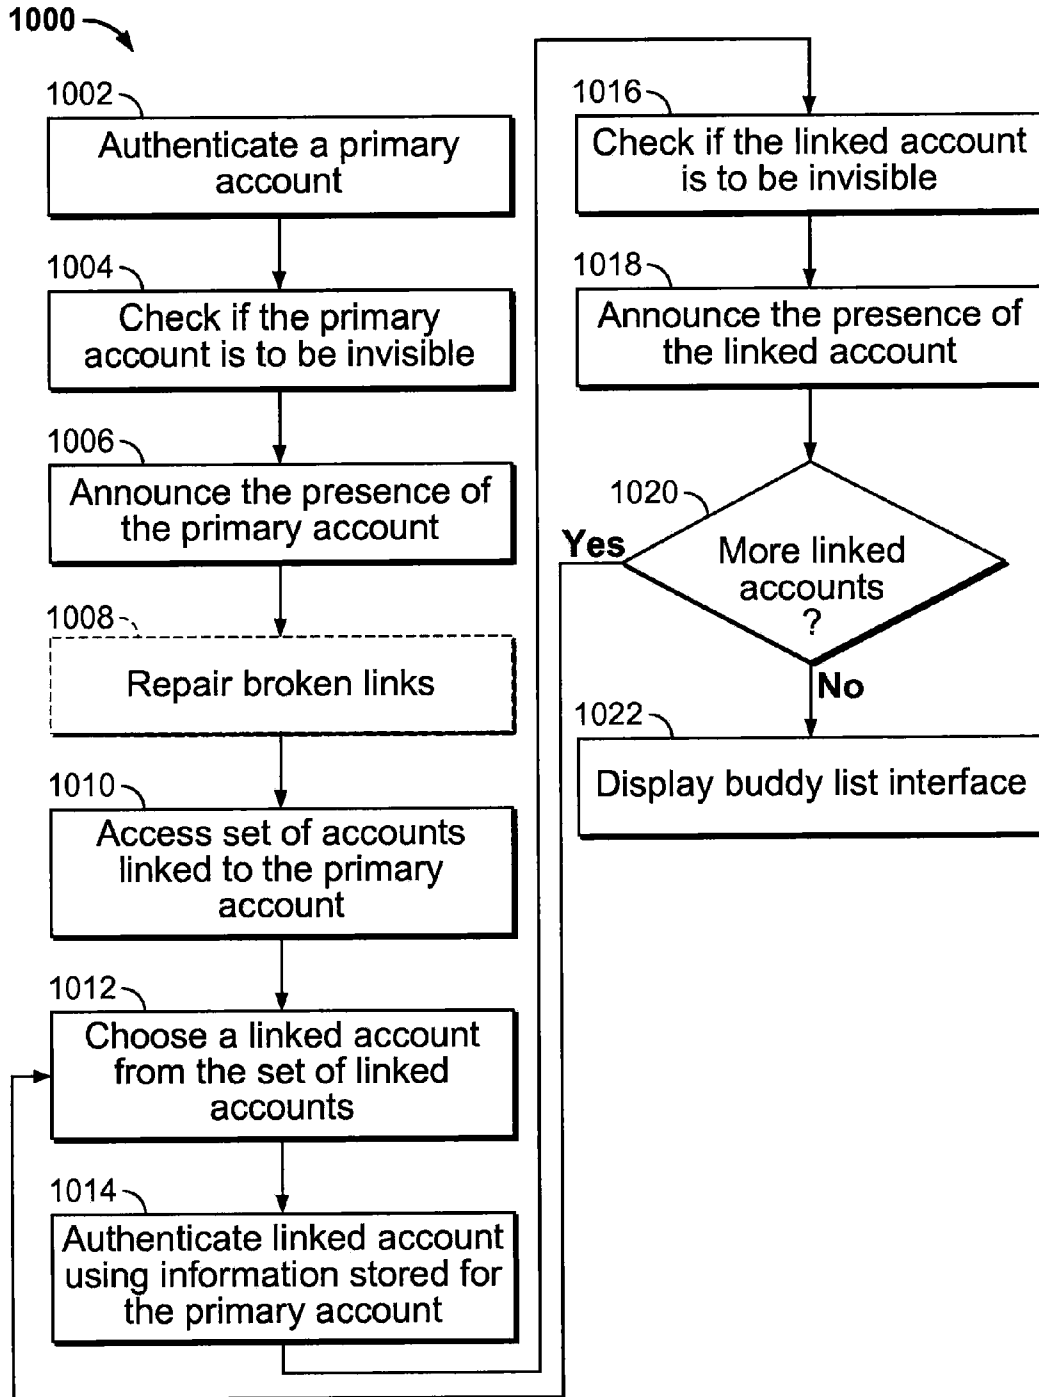 1000
1002
Authenticate a primary
account
1004
Check if the primary
account is to be invisible
1006
Announce the presence of
the primary account
1008
Repair broken links
1010
Access set of accounts
linked to the primary
account
1012
Choose a linked account
from the set of linked
accounts
1014
Authenticate linked account
using information stored for
the primary account
1016
Check if the linked account
is to be invisible
1018
Announce the presence of
the linked account
1020
Yes
More linked
accounts
?
No
1022
Display buddy list interface